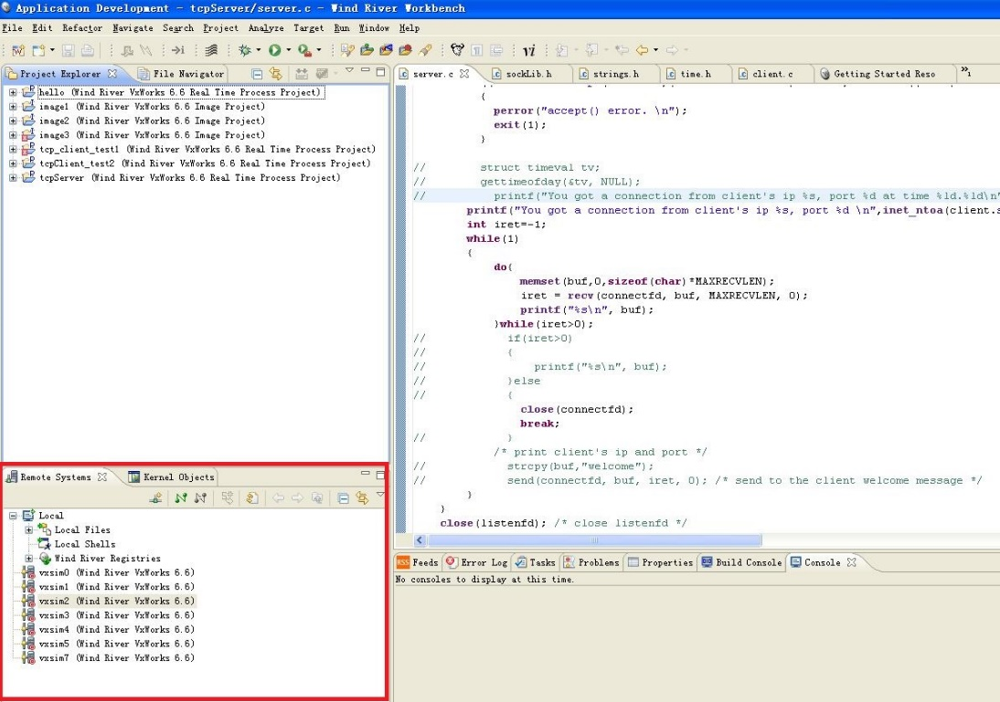 Application Development - tcpServer/server.c - Wind River Workbench
File Edit Refactor Navigate Search Project Analyze Target Run Window Help
Project Explorer File Navigator
hello (Wind River VxWorks 6.6 Real Time Process Project)
image1 (Wind River VxWorks 6.6 Image Project)
image2 (Wind River VxWorks 6.6 Image Project)
image3 (Wind River VxWorks 6.6 Image Project)
tcp_client_test1 (Wind River VxWorks 6.6 Real Time Process Project)
tcpClient_test2 (Wind River VxWorks 6.6 Real Time Process Project)
tcpServer (Wind River VxWorks 6.6 Real Time Process Project)
Remote Systems Kernel Objects
Local
Local Files
Local Shells
Wind River Registries
vxsim0 (Wind River VxWorks 6.6)
vxsim1 (Wind River VxWorks 6.6)
vxsim2 (Wind River VxWorks 6.6)
vxsim3 (Wind River VxWorks 6.6)
vxsim4 (Wind River VxWorks 6.6)
vxsim5 (Wind River VxWorks 6.6)
vxsim7 (Wind River VxWorks 6.6)
server.c sockLib.h strings.h time.h client.c Getting Started Reso »1
{
perror("accept() error. \n");
exit(1);
}
// struct timeval tv;
// gettimeofday(&tv, NULL);
// printf("You got a connection from client's ip %s, port %d at time %ld.%ld\n"
printf("You got a connection from client's ip %s, port %d \n",inet_ntoa(client.s
int iret=-1;
while(1)
{
do{
memset(buf,0,sizeof(char)*MAXRECVLEN);
iret = recv(connectfd, buf, MAXRECVLEN, 0);
printf("%s\n", buf);
}while(iret>0);
// if(iret>0)
// {
// printf("%s\n", buf);
// }else
// {
close(connectfd);
break;
// }
/* print client's ip and port */
// strcpy(buf,"welcome");
// send(connectfd, buf, iret, 0); /* send to the client welcome message */
}
}
close(listenfd); /* close listenfd */
RSS Feeds Error Log Tasks Problems Properties Build Console Console
No consoles to display at this time.